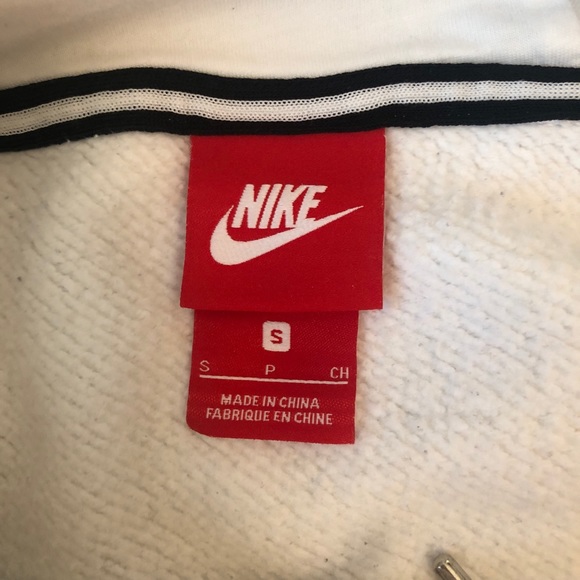 NIKE
S
S P CH
MADE IN CHINA
FABRIQUE EN CHINE